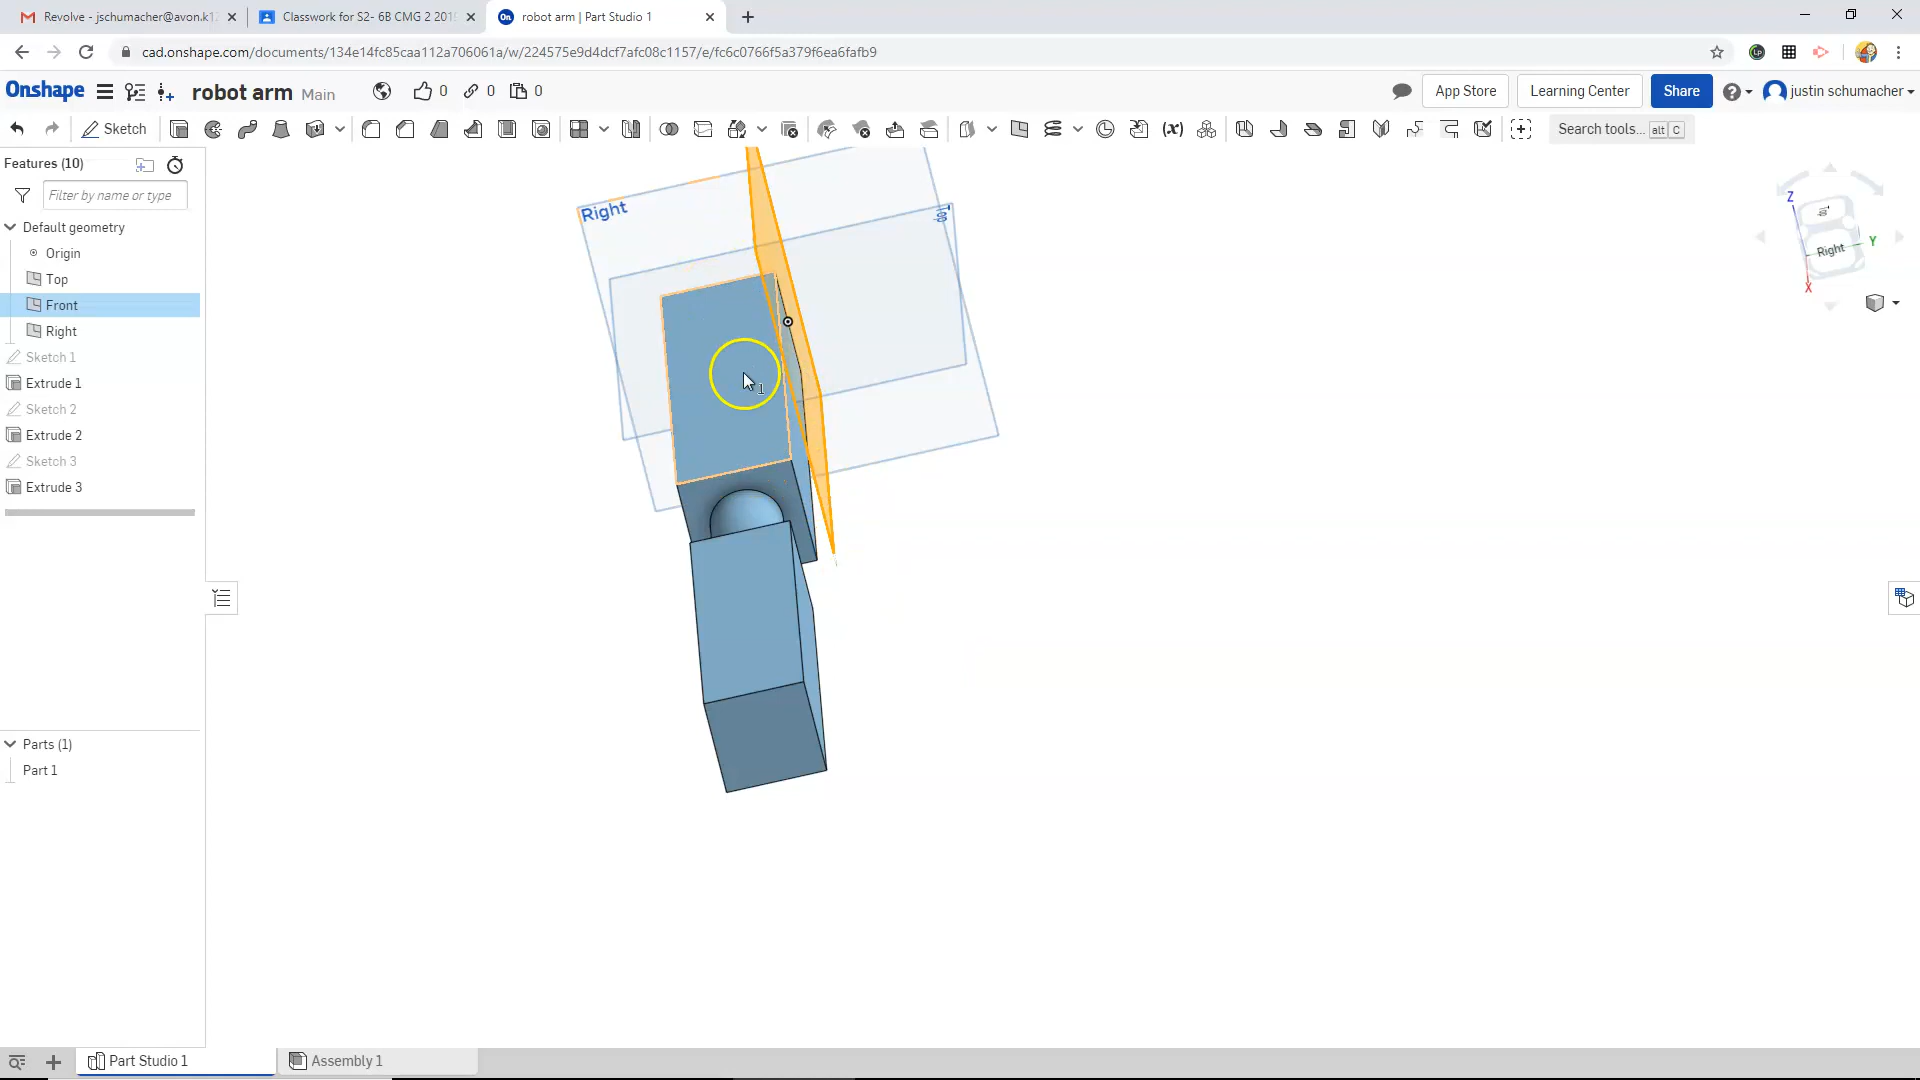 Revolve - jschumacher@avon.k1
Classwork for S2- 6B CMG 2 201
robot arm | Part Studio 1
cad.onshape.com/documents/134e14fc85caa112a706061a/w/224575e9d4dcf7afc08c1157/e/fc6c0766f5a379f6ea6fafb9
Onshape
robot arm Main
0 0 0
App Store
Learning Center
Share
justin schumacher
Sketch
Search tools... alt C
Features (10)
Filter by name or type
Default geometry
Origin
Top
Front
Right
Sketch 1
Extrude 1
Sketch 2
Extrude 2
Sketch 3
Extrude 3
Parts (1)
Part 1
Right
Top
1
Z
Top
Right
Y
X
Part Studio 1
Assembly 1